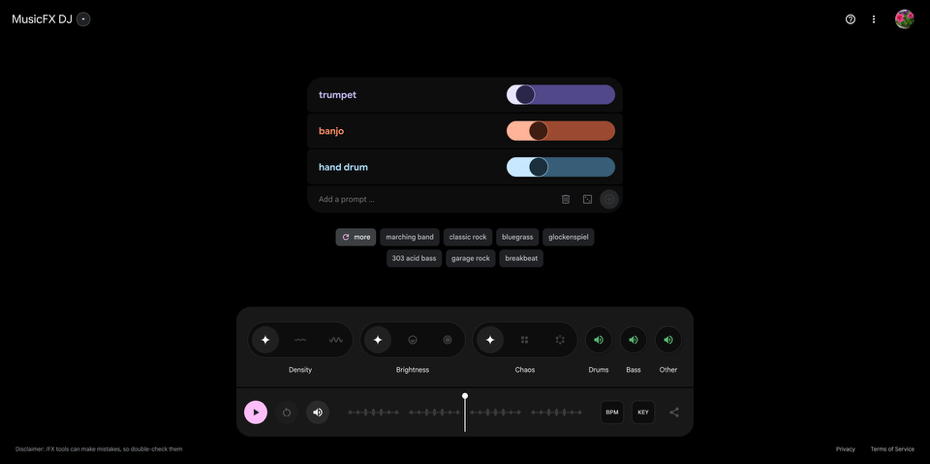 MusicFX DJ
trumpet
banjo
hand drum
Add a prompt ...
more marching band classic rock bluegrass glockenspiel
303 acid bass garage rock breakbeat
Density Brightness Chaos Drums Bass Other
BPM KEY
Disclaimer: /FX tools can make mistakes, so double-check them Privacy Terms of Service